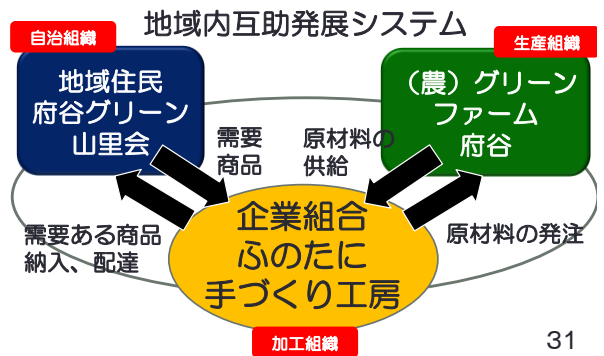 地域内互助発展システム
自治組織
地域住民
府谷グリーン
山里会
生産組織
（農）グリーン
ファーム
府谷
需要
商品
原材料の
供給
需要ある商品
納入、配達
原材料の発注
企業組合
ふのたに
手づくり工房
加工組織
31